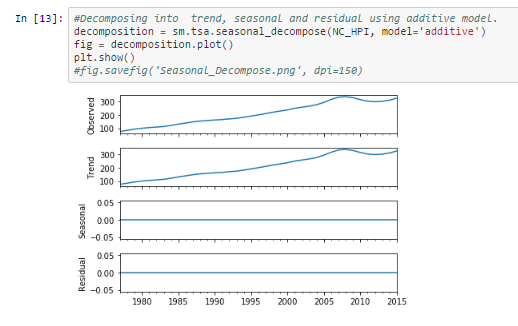 In [13]: #Decomposing into trend, seasonal and residual using additive model.
decomposition = sm.tsa.seasonal_decompose(NC_HPI, model='additive')
fig = decomposition.plot()
plt.show()
#fig.savefig('Seasonal_Decompose.png', dpi=150)
Observed
300
200
100
Trend
300
200
100
Seasonal
0.05
0.00
−0.05
Residual
0.05
0.00
−0.05
1980 1985 1990 1995 2000 2005 2010 2015